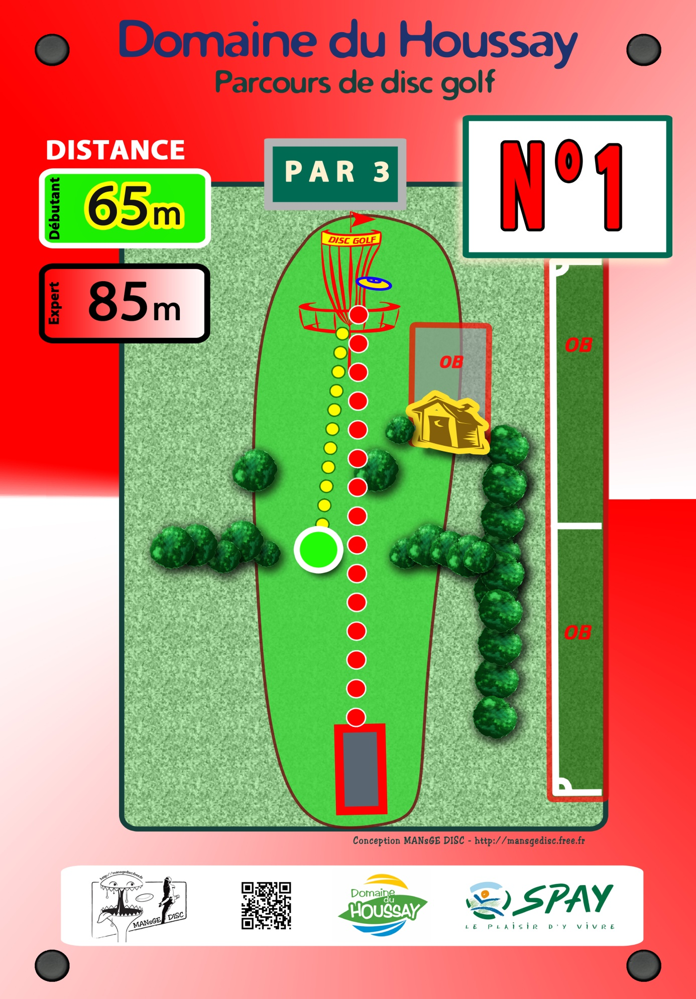 Domaine du Houssay
Parcours de disc golf
DISTANCE
Débutant
65m
PAR 3
N°1
Expert
85m
DISC GOLF
OB
OB
OB
Conception MANsGE DISC - http://mansgedisc.free.fr
http://mansgedisc.free.fr
MANsGE DISC
Domaine
du
HOUSSAY
SPAY
LE PLAISIR D'Y VIVRE